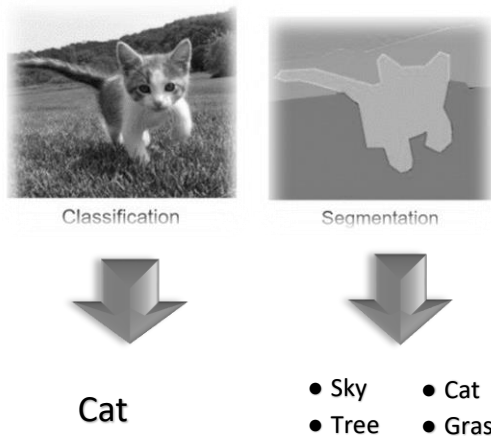 Classification
Segmentation
Cat
● Sky
● Cat
● Tree
● Gras